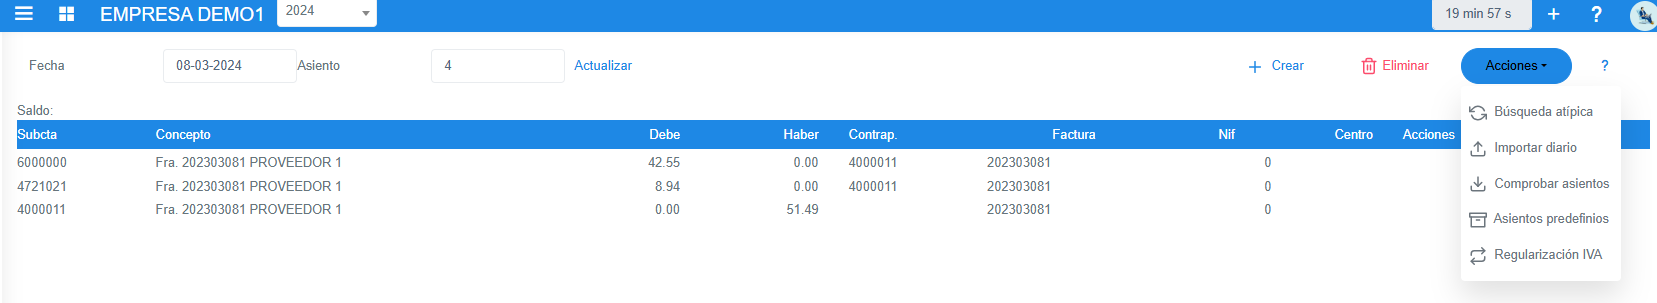 EMPRESA DEMO1 2024 19 min 57 s + ?
Fecha 08-03-2024 Asiento 4 Actualizar + Crear Eliminar Acciones ?
Saldo:
Subcta Concepto Debe Haber Contrap. Factura Nif Centro Acciones
6000000 Fra. 202303081 PROVEEDOR 1 42.55 0.00 4000011 202303081 0
4721021 Fra. 202303081 PROVEEDOR 1 8.94 0.00 4000011 202303081 0
4000011 Fra. 202303081 PROVEEDOR 1 0.00 51.49 202303081 0
Búsqueda atípica
Importar diario
Comprobar asientos
Asientos predefinios
Regularización IVA